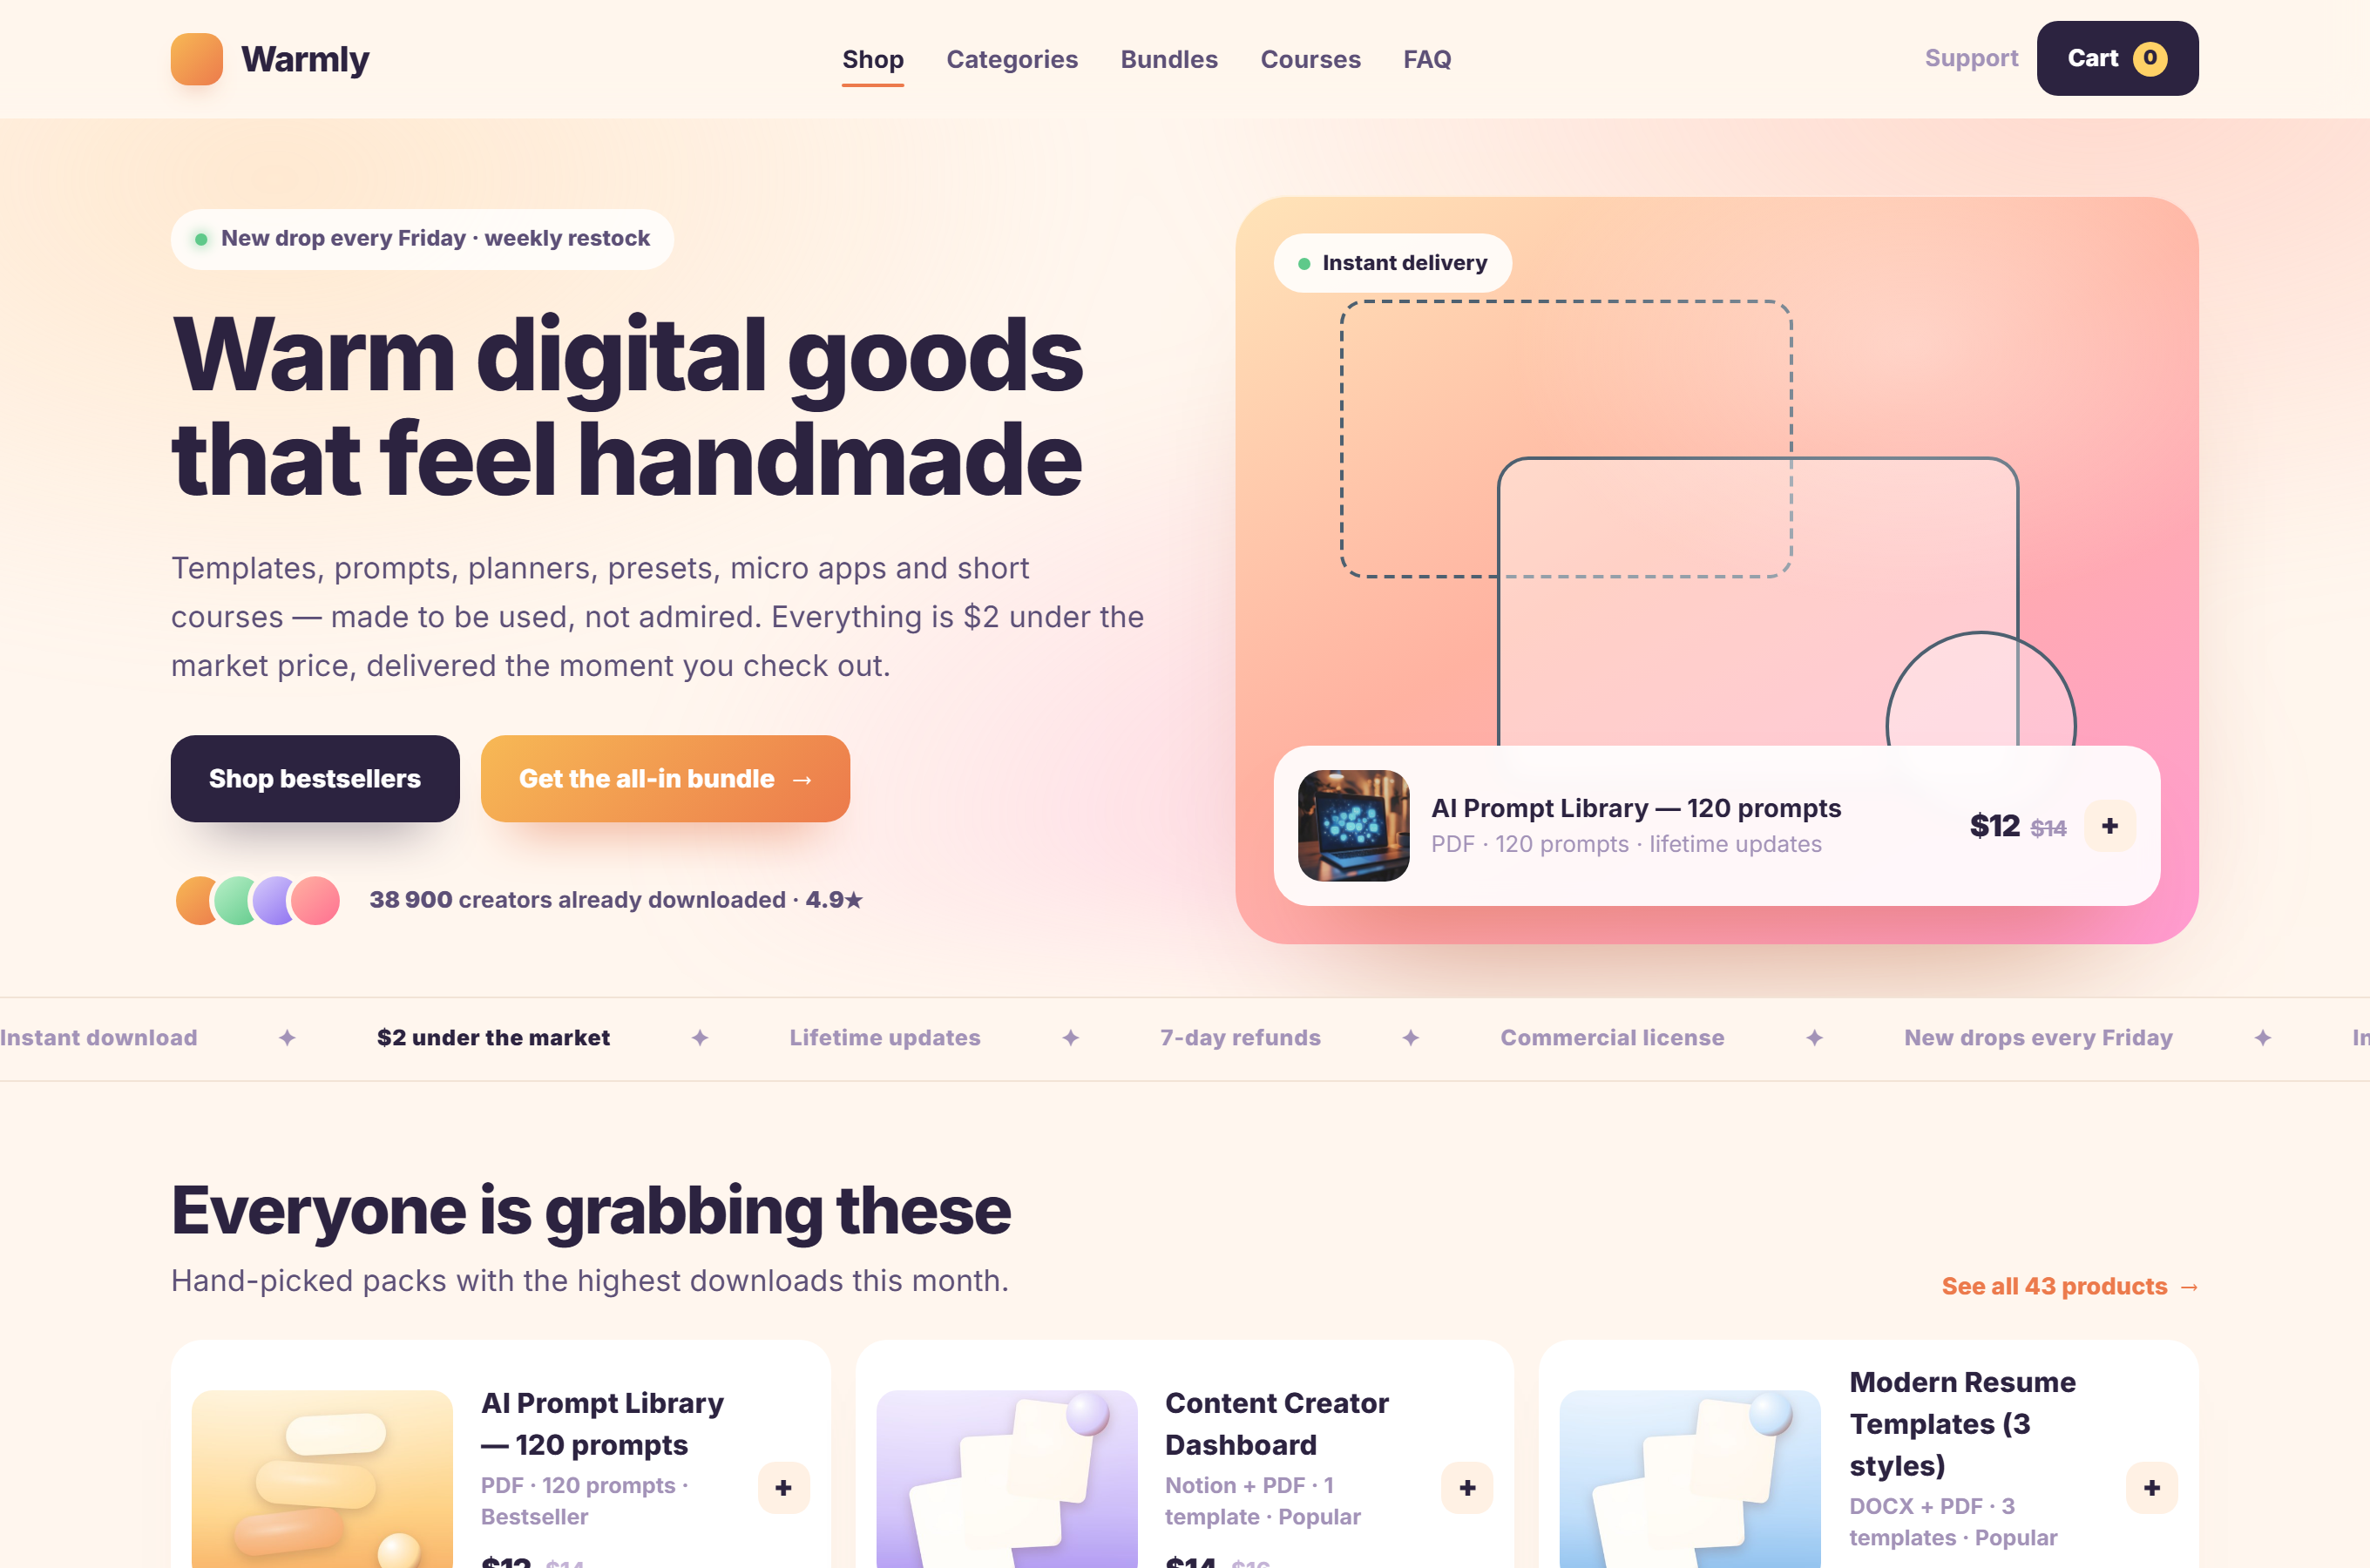 Warmly
Shop
Categories
Bundles
Courses
FAQ
Support
Cart 0
New drop every Friday · weekly restock
Warm digital goods
that feel handmade
Templates, prompts, planners, presets, micro apps and short
courses — made to be used, not admired. Everything is $2 under the
market price, delivered the moment you check out.
Shop bestsellers
Get the all-in bundle →
38 900 creators already downloaded · 4.9★
Instant delivery
AI Prompt Library — 120 prompts
PDF · 120 prompts · lifetime updates
$12 $14
+
Instant download ✦ $2 under the market ✦ Lifetime updates ✦ 7-day refunds ✦ Commercial license ✦ New drops every Friday ✦
Everyone is grabbing these
Hand-picked packs with the highest downloads this month.
See all 43 products →
AI Prompt Library
— 120 prompts
PDF · 120 prompts ·
Bestseller
$12 $14
+
Content Creator
Dashboard
Notion + PDF · 1
template · Popular
$14 $16
+
Modern Resume
Templates (3
styles)
DOCX + PDF · 3
templates · Popular
+